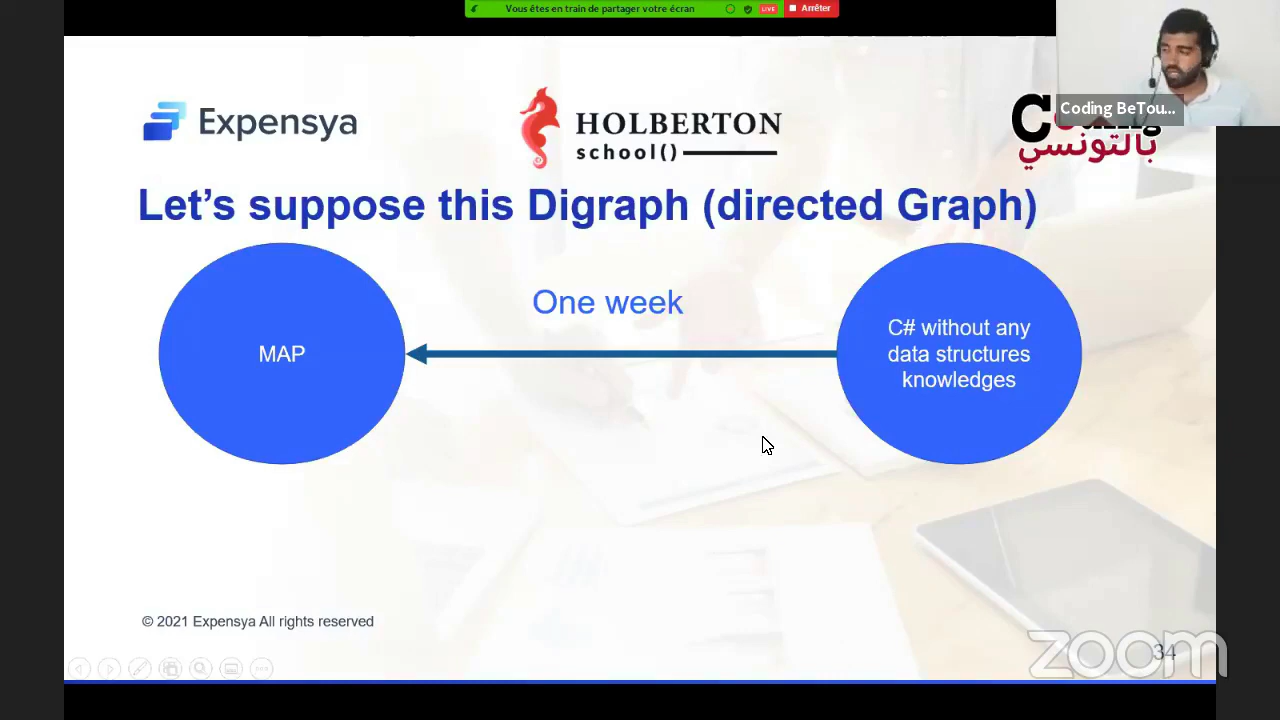 Vous êtes en train de partager votre écran
LIVE
Arrêter
Coding BeTou...
Expensya
HOLBERTON
school()
بالتونسي
Let's suppose this Digraph (directed Graph)
One week
MAP
C# without any
data structures
knowledges
© 2021 Expensya All rights reserved
34
zoom